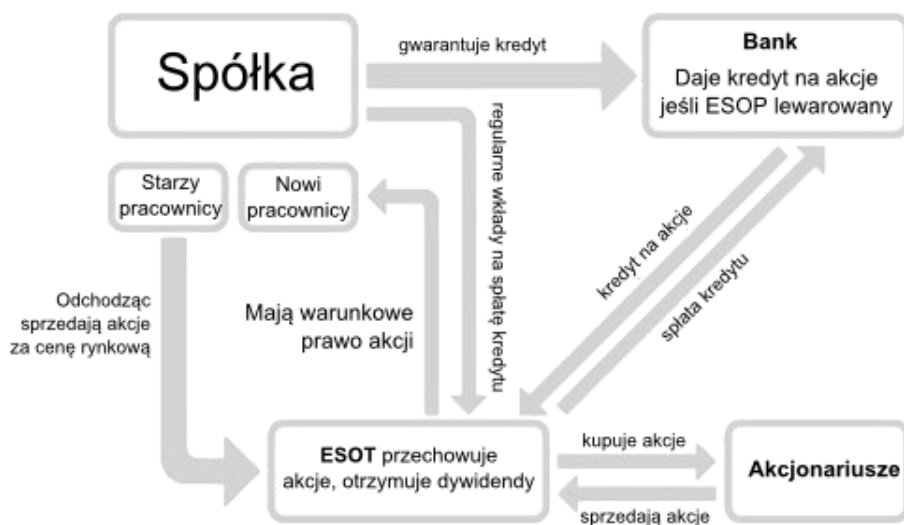 Spółka
gwarantuje kredyt
Bank
Daje kredyt na akcje
jeśli ESOP lewarowany
regularne wkłady na spłatę kredytu
Starzy
pracownicy
Nowi
pracownicy
kredyt na akcje
spłata kredytu
Odchodząc
sprzedają akcje
za cenę rynkową
Mają warunkowe
prawo akcji
ESOT przechowuje
akcje, otrzymuje dywidendy
kupuje akcje
sprzedają akcje
Akcjonariusze